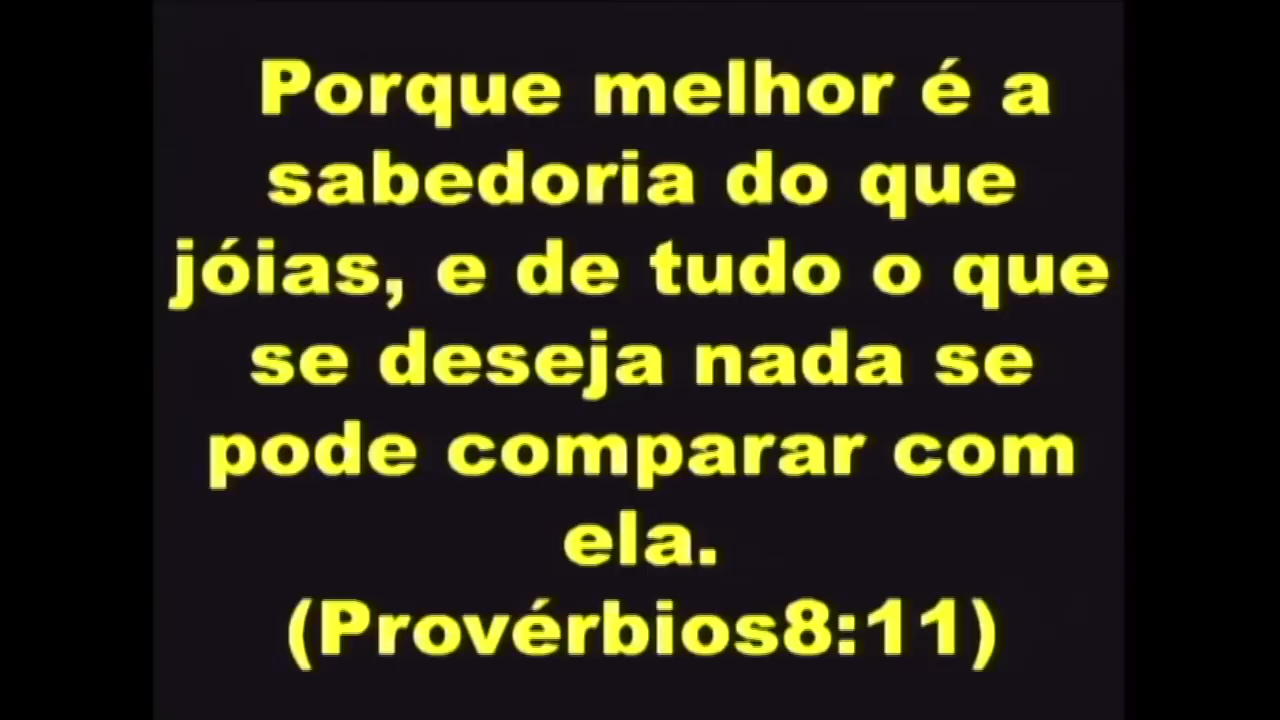 Porque melhor é a
sabedoria do que
jóias, e de tudo o que
se deseja nada se
pode comparar com
ela.
(Provérbios8:11)